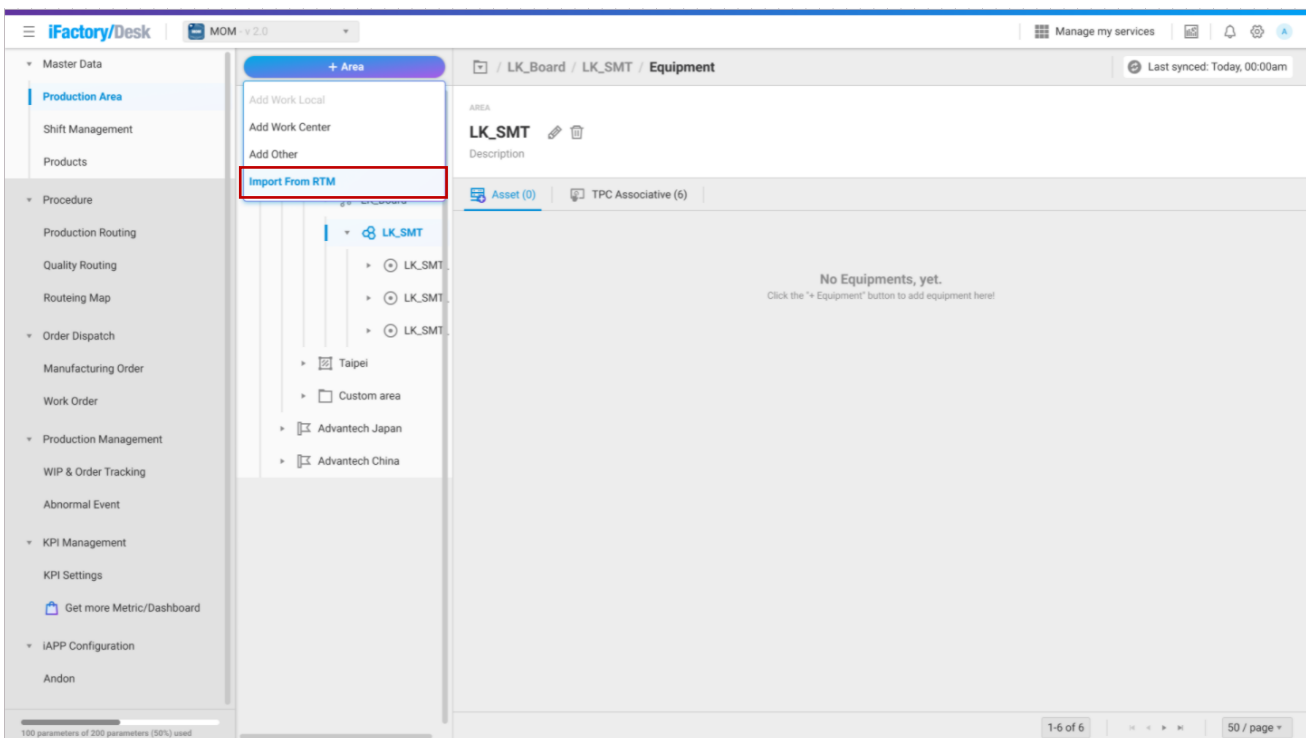 iFactory/Desk
MOM - v 2.0
Manage my services
A
Master Data
Production Area
Shift Management
Products
Procedure
Production Routing
Quality Routing
Routeing Map
Order Dispatch
Manufacturing Order
Work Order
Production Management
WIP & Order Tracking
Abnormal Event
KPI Management
KPI Settings
Get more Metric/Dashboard
iAPP Configuration
Andon
100 parameters of 200 parameters (50%) used
+ Area
Add Work Local
Add Work Center
Add Other
Import From RTM
LK_Board
LK_SMT
LK_SMT_
LK_SMT_
LK_SMT_
Taipei
Custom area
Advantech Japan
Advantech China
/ LK_Board / LK_SMT / Equipment
Last synced: Today, 00:00am
AREA
LK_SMT
Description
Asset (0)
TPC Associative (6)
No Equipments, yet.
Click the "+ Equipment" button to add equipment here!
1-6 of 6
50 / page